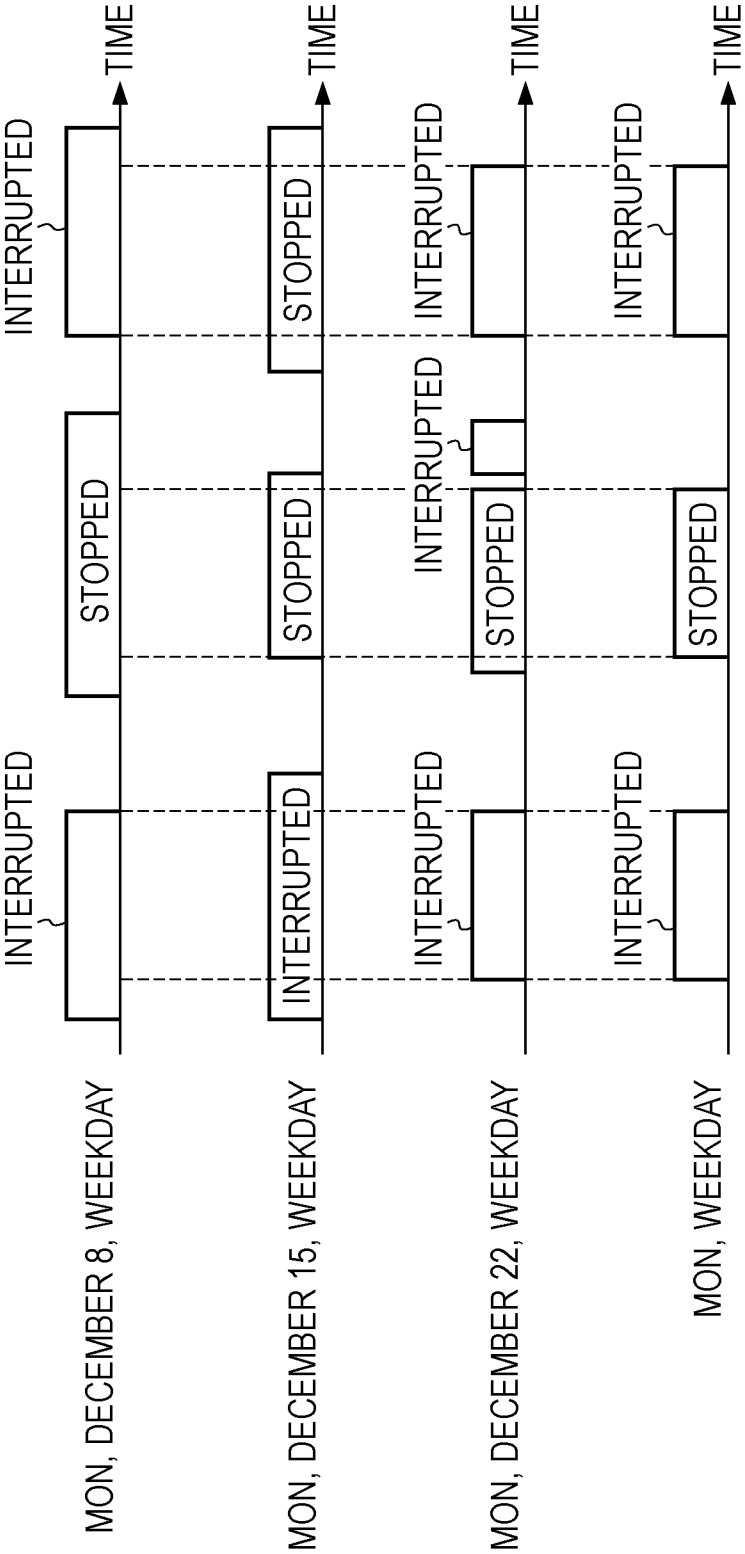 MON, DECEMBER 8, WEEKDAY
INTERRUPTED
STOPPED
INTERRUPTED
TIME
MON, DECEMBER 15, WEEKDAY
INTERRUPTED
STOPPED
STOPPED
TIME
MON, DECEMBER 22, WEEKDAY
INTERRUPTED
STOPPED
INTERRUPTED
INTERRUPTED
TIME
MON, WEEKDAY
INTERRUPTED
STOPPED
INTERRUPTED
TIME